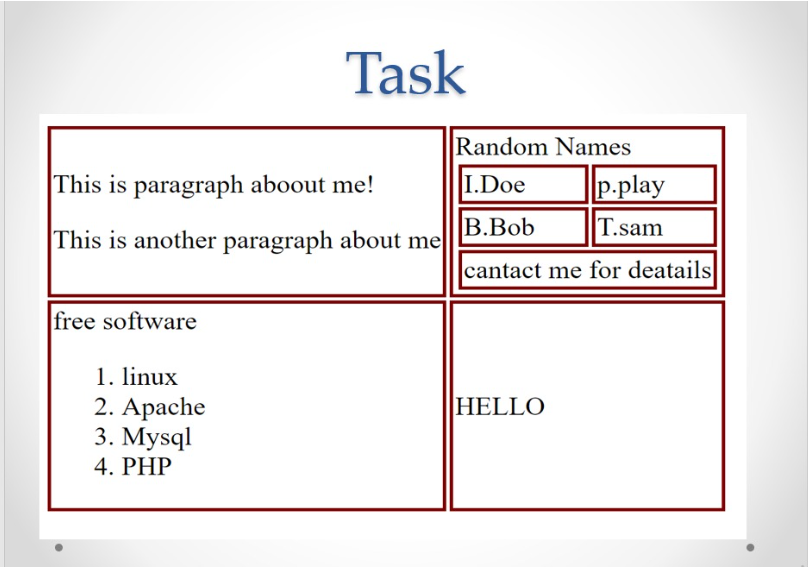 Task
This is paragraph aboout me!
This is another paragraph about me
Random Names
I.Doe
p.play
B.Bob
T.sam
cantact me for deatails
free software
1. linux
2. Apache
3. Mysql
4. PHP
HELLO